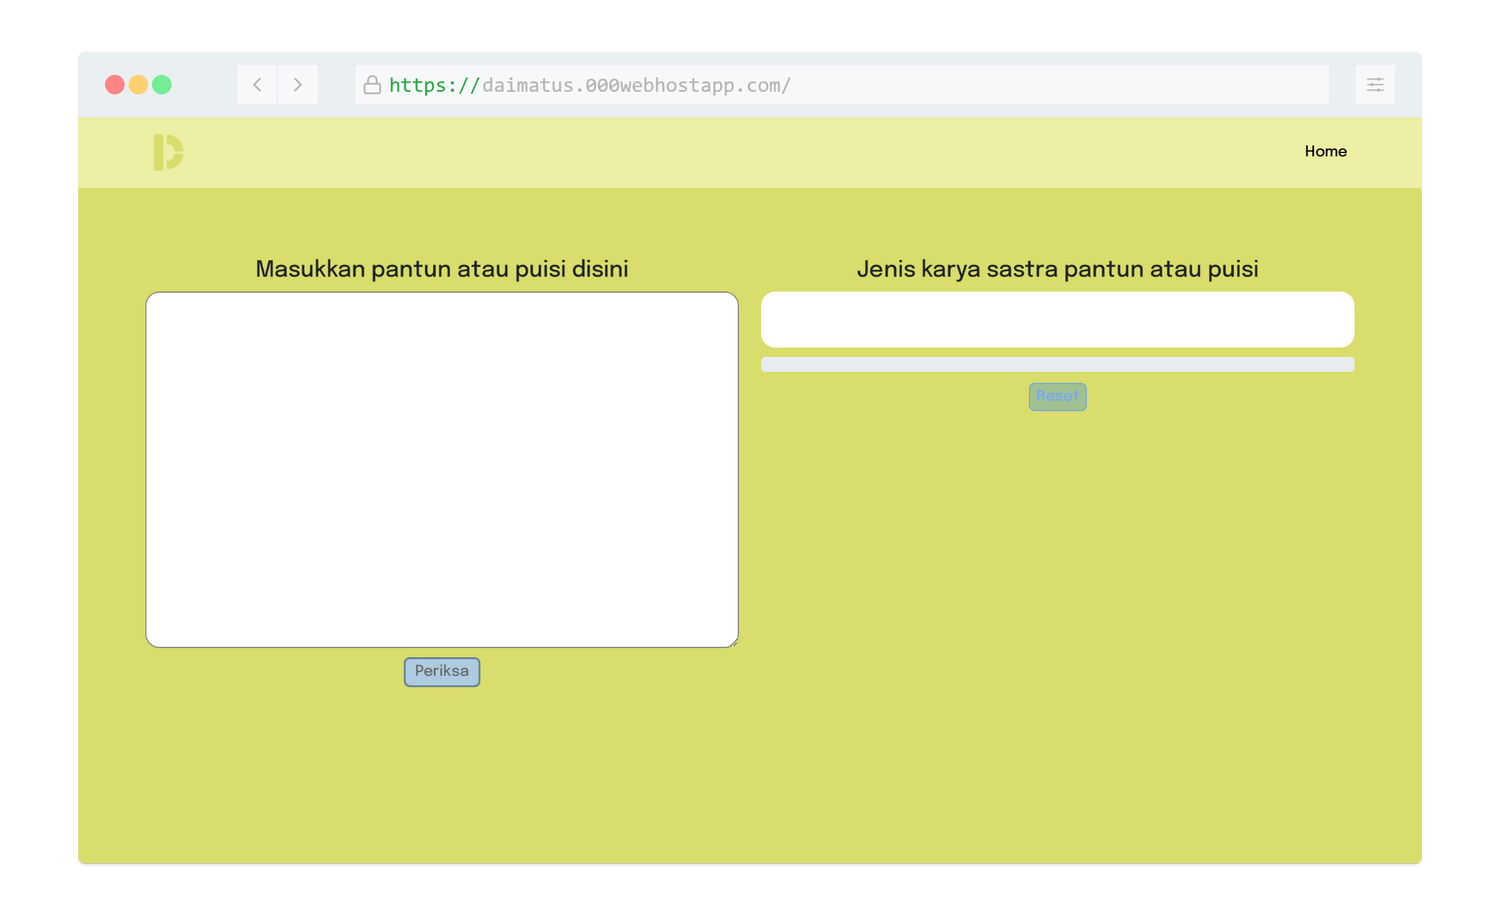 https://daimatus.000webhostapp.com/
Home
Masukkan pantun atau puisi disini
Jenis karya sastra pantun atau puisi
Reset
Periksa